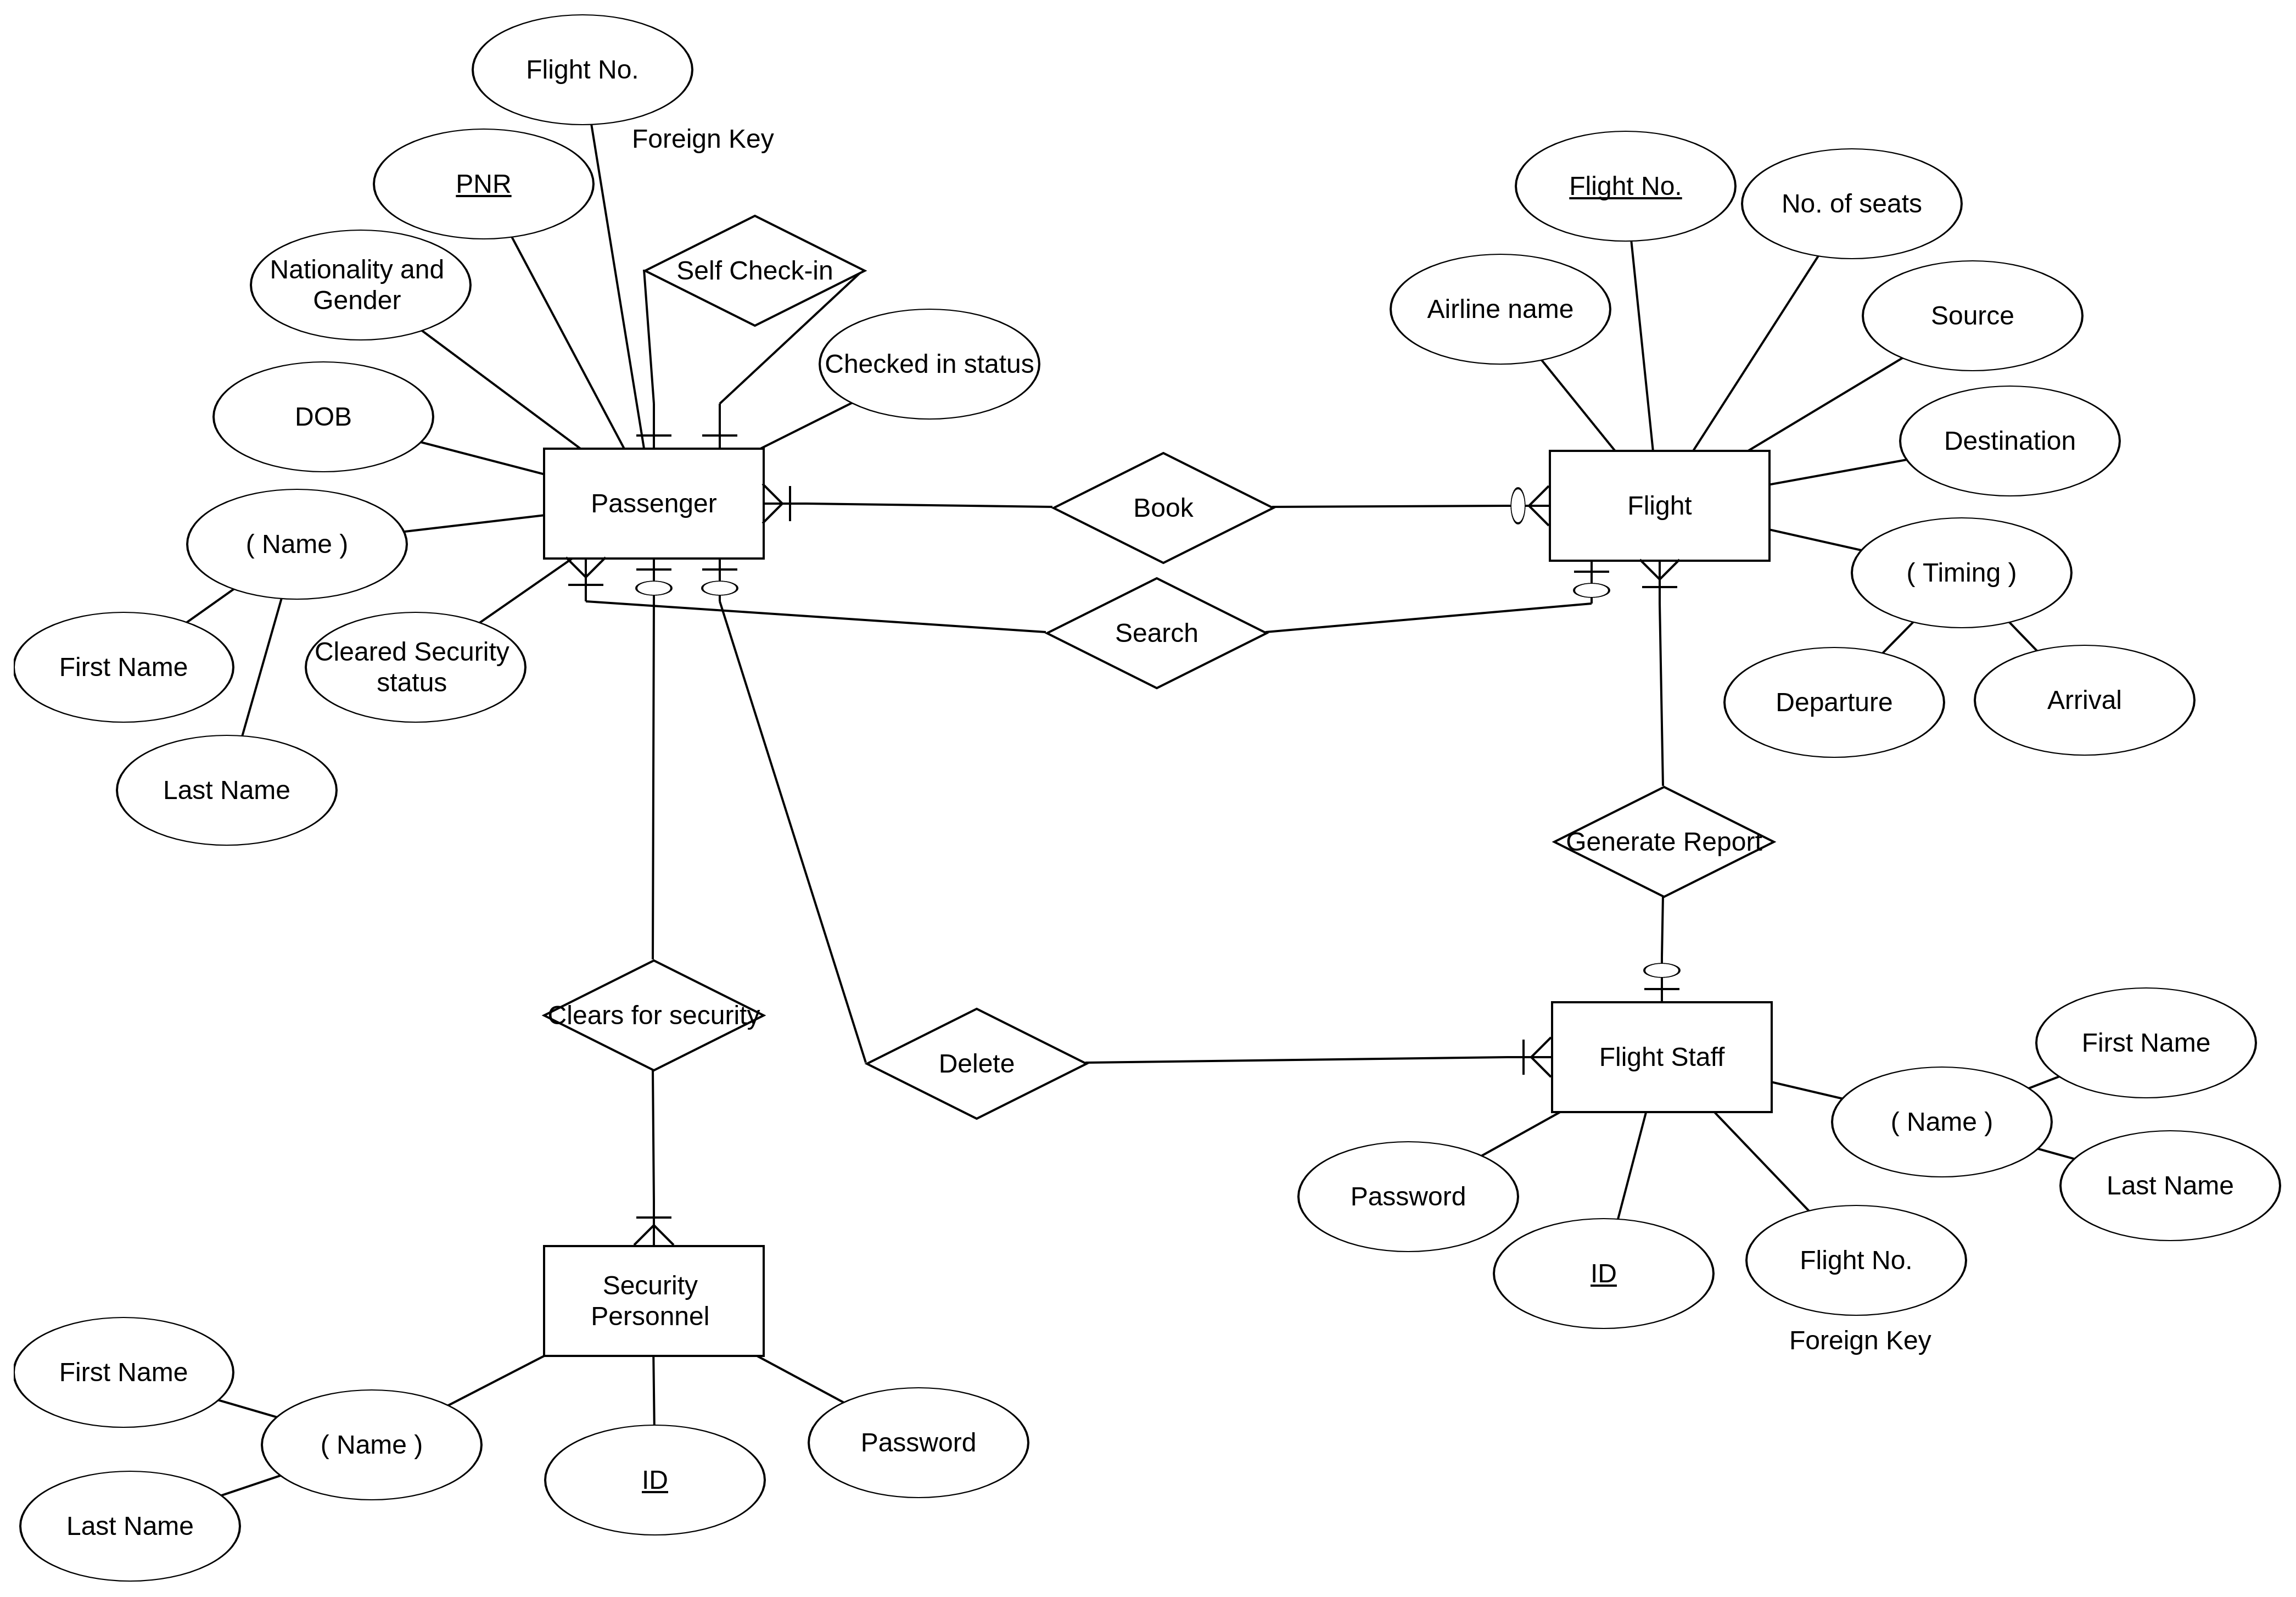 Flight No.
Foreign Key
PNR
Flight No.
No. of seats
Nationality and
Gender
Self Check-in
Airline name
Source
Checked in status
DOB
Destination
Passenger
Book
Flight
( Name )
( Timing )
First Name
Cleared Security
status
Search
Departure
Arrival
Last Name
Generate Report
Clears for security
Delete
Flight Staff
First Name
( Name )
Password
Last Name
ID
Flight No.
Foreign Key
Security
Personnel
First Name
( Name )
Password
ID
Last Name